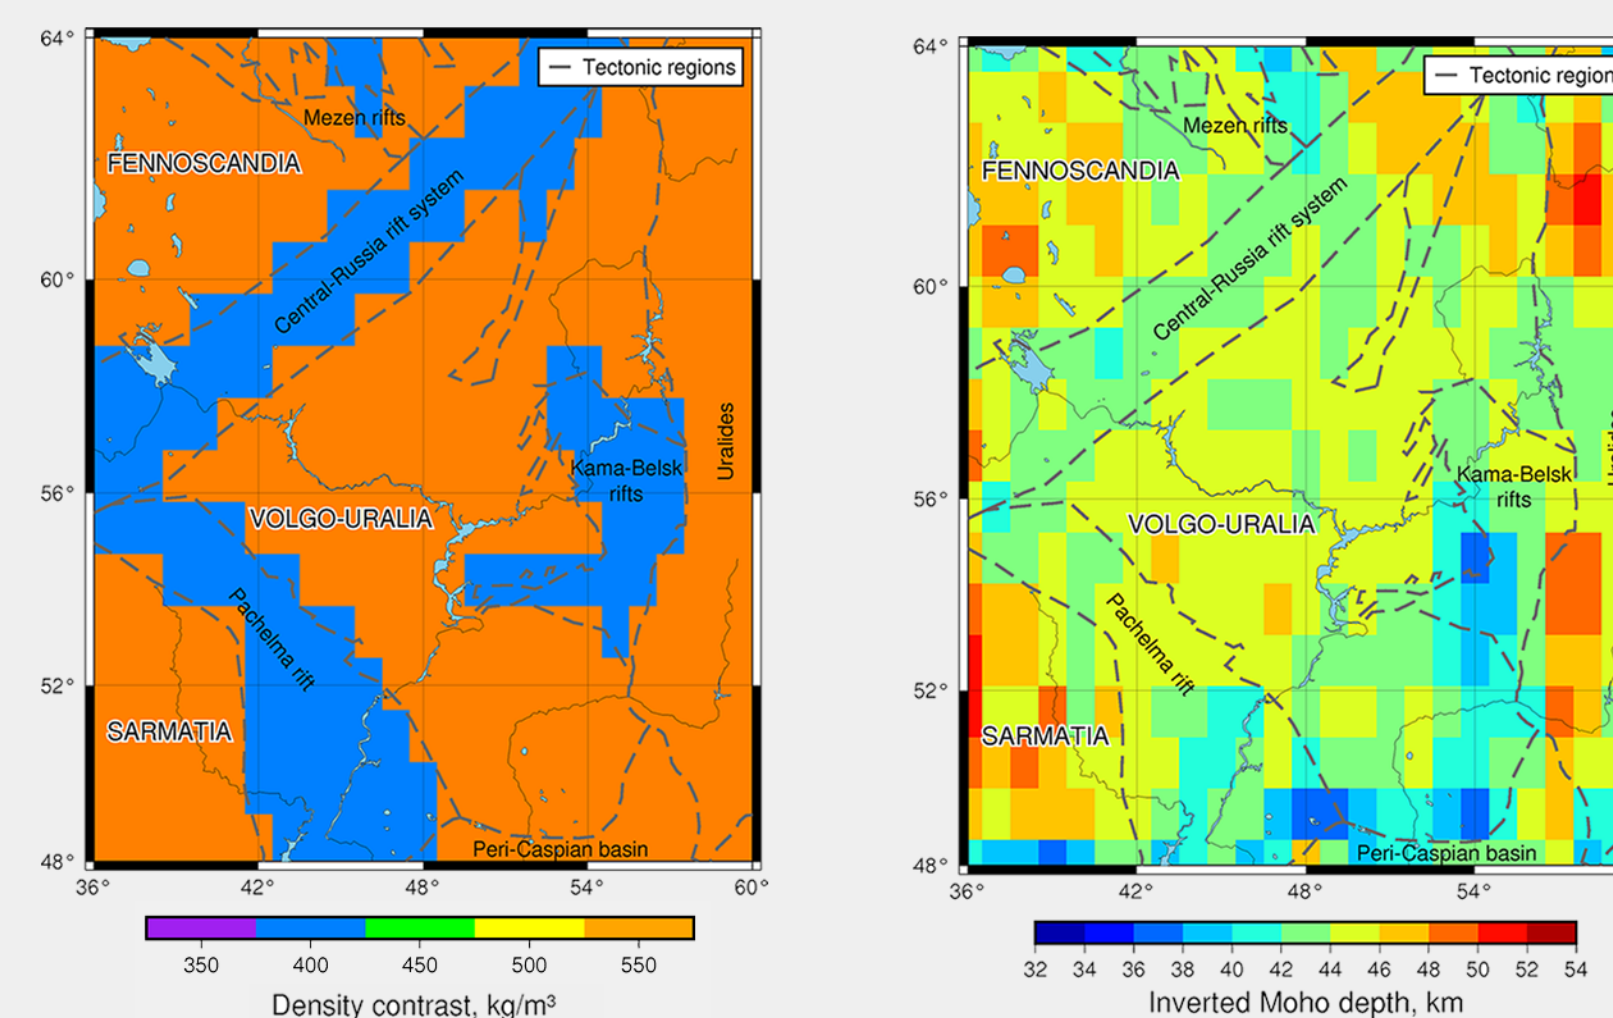 64°
Tectonic regions
Mezen rifts
FENNOSCANDIA
Central-Russia rift system
60°
Uralides
Kama-Belsk
rifts
56°
VOLGO-URALIA
Pachelma rift
52°
SARMATIA
Peri-Caspian basin
48°
36°
42°
48°
54°
60°
350
400
450
500
550
Density contrast, kg/m³
64°
Tectonic region
Mezen rifts
FENNOSCANDIA
Central-Russia rift system
60°
Kama-Belsk
rifts
56°
VOLGO-URALIA
Pachelma rift
52°
SARMATIA
Peri-Caspian basin
48°
36°
42°
48°
54°
32
34
36
38
40
42
44
46
48
50
52
54
Inverted Moho depth, km